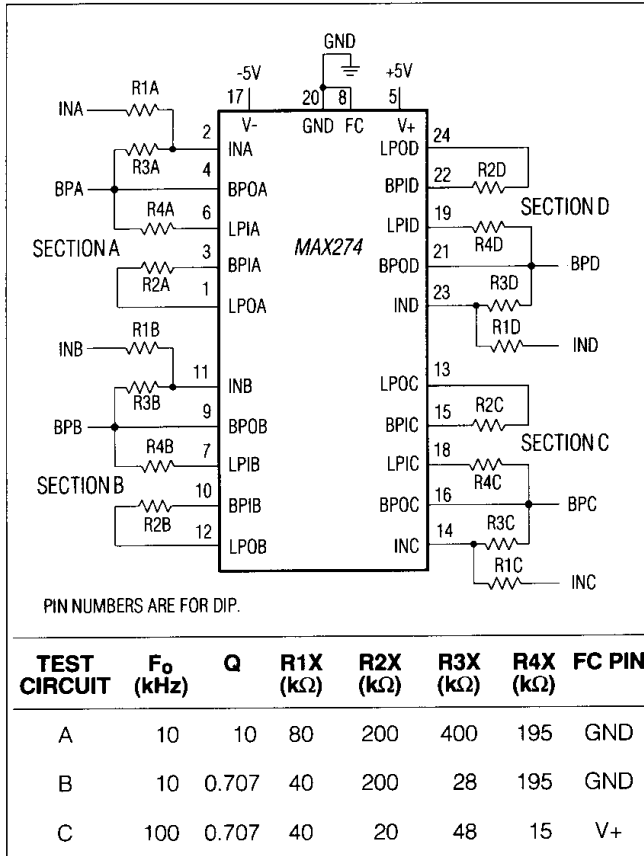 GND
-5V
+5V
17
20
8
5
V-
GND
FC
V+
INA
R1A
2
INA
R3A
4
BPA
BPOA
R4A
6
LPIA
SECTION A
3
BPIA
R2A
1
LPOA
INB
R1B
11
INB
R3B
9
BPB
BPOB
R4B
7
LPIB
SECTION B
10
BPIB
R2B
12
LPOB
MAX274
24
LPOD
R2D
22
BPID
SECTION D
19
LPID
R4D
21
BPOD
BPD
R3D
23
IND
R1D
IND
13
LPOC
R2C
15
BPIC
SECTION C
18
LPIC
R4C
16
BPOC
BPC
R3C
14
INC
R1C
INC
PIN NUMBERS ARE FOR DIP.
TEST CIRCUIT F0 (kHz) Q R1X (kΩ) R2X (kΩ) R3X (kΩ) R4X (kΩ) FC PIN
A 10 10 80 200 400 195 GND
B 10 0.707 40 200 28 195 GND
C 100 0.707 40 20 48 15 V+